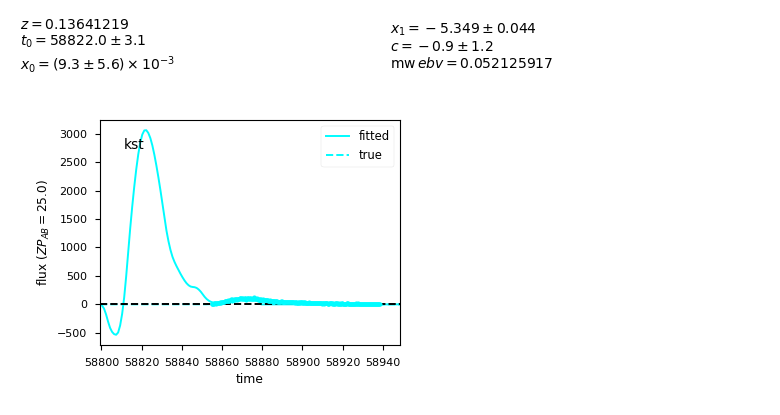 z = 0.13641219
t₀ = 58822.0 ± 3.1
x₀ = (9.3 ± 5.6) × 10⁻³
x₁ = −5.349 ± 0.044
c = −0.9 ± 1.2
mw ebv = 0.052125917
kst
fitted
true
3000
2500
2000
1500
1000
500
0
−500
flux (ZP_AB = 25.0)
58800 58820 58840 58860 58880 58900 58920 58940
time